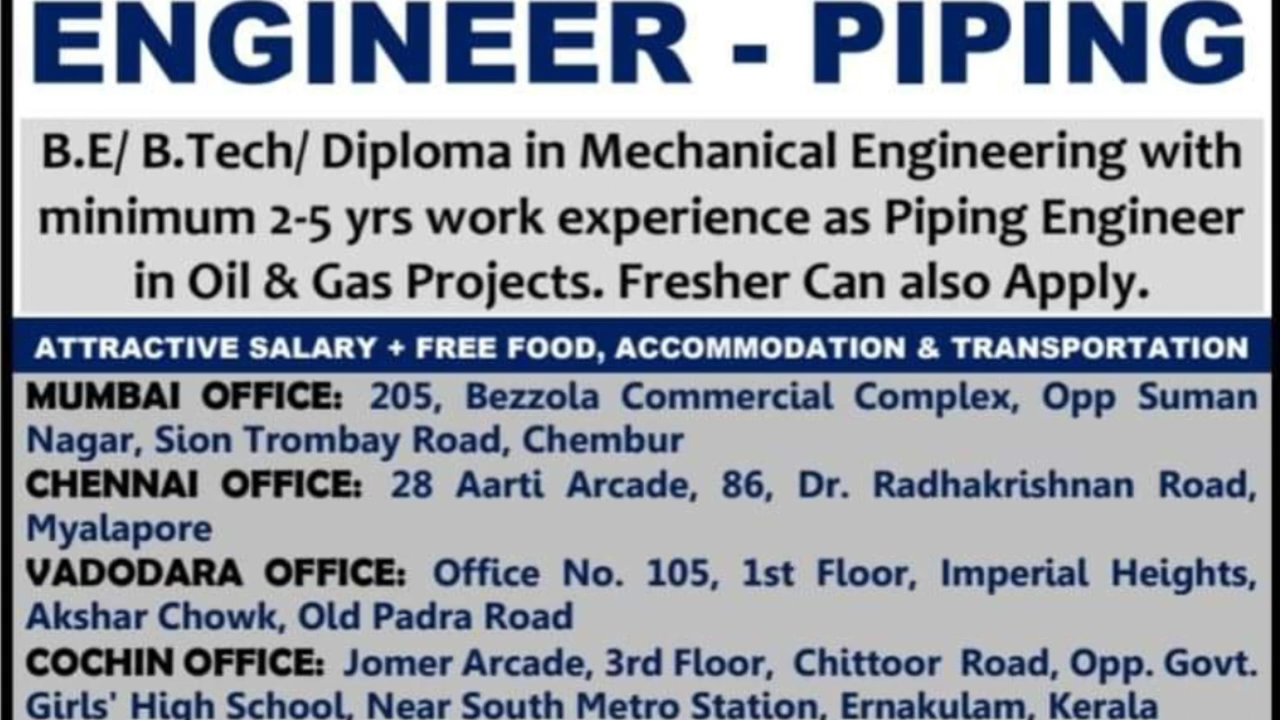 ENGINEER - PIPING
B.E/ B.Tech/ Diploma in Mechanical Engineering with
minimum 2-5 yrs work experience as Piping Engineer
in Oil & Gas Projects. Fresher Can also Apply.
ATTRACTIVE SALARY + FREE FOOD, ACCOMMODATION & TRANSPORTATION
MUMBAI OFFICE: 205, Bezzola Commercial Complex, Opp Suman
Nagar, Sion Trombay Road, Chembur
CHENNAI OFFICE: 28 Aarti Arcade, 86, Dr. Radhakrishnan Road,
Myalapore
VADODARA OFFICE: Office No. 105, 1st Floor, Imperial Heights,
Akshar Chowk, Old Padra Road
COCHIN OFFICE: Jomer Arcade, 3rd Floor, Chittoor Road, Opp. Govt.
Girls' High School, Near South Metro Station, Ernakulam, Kerala